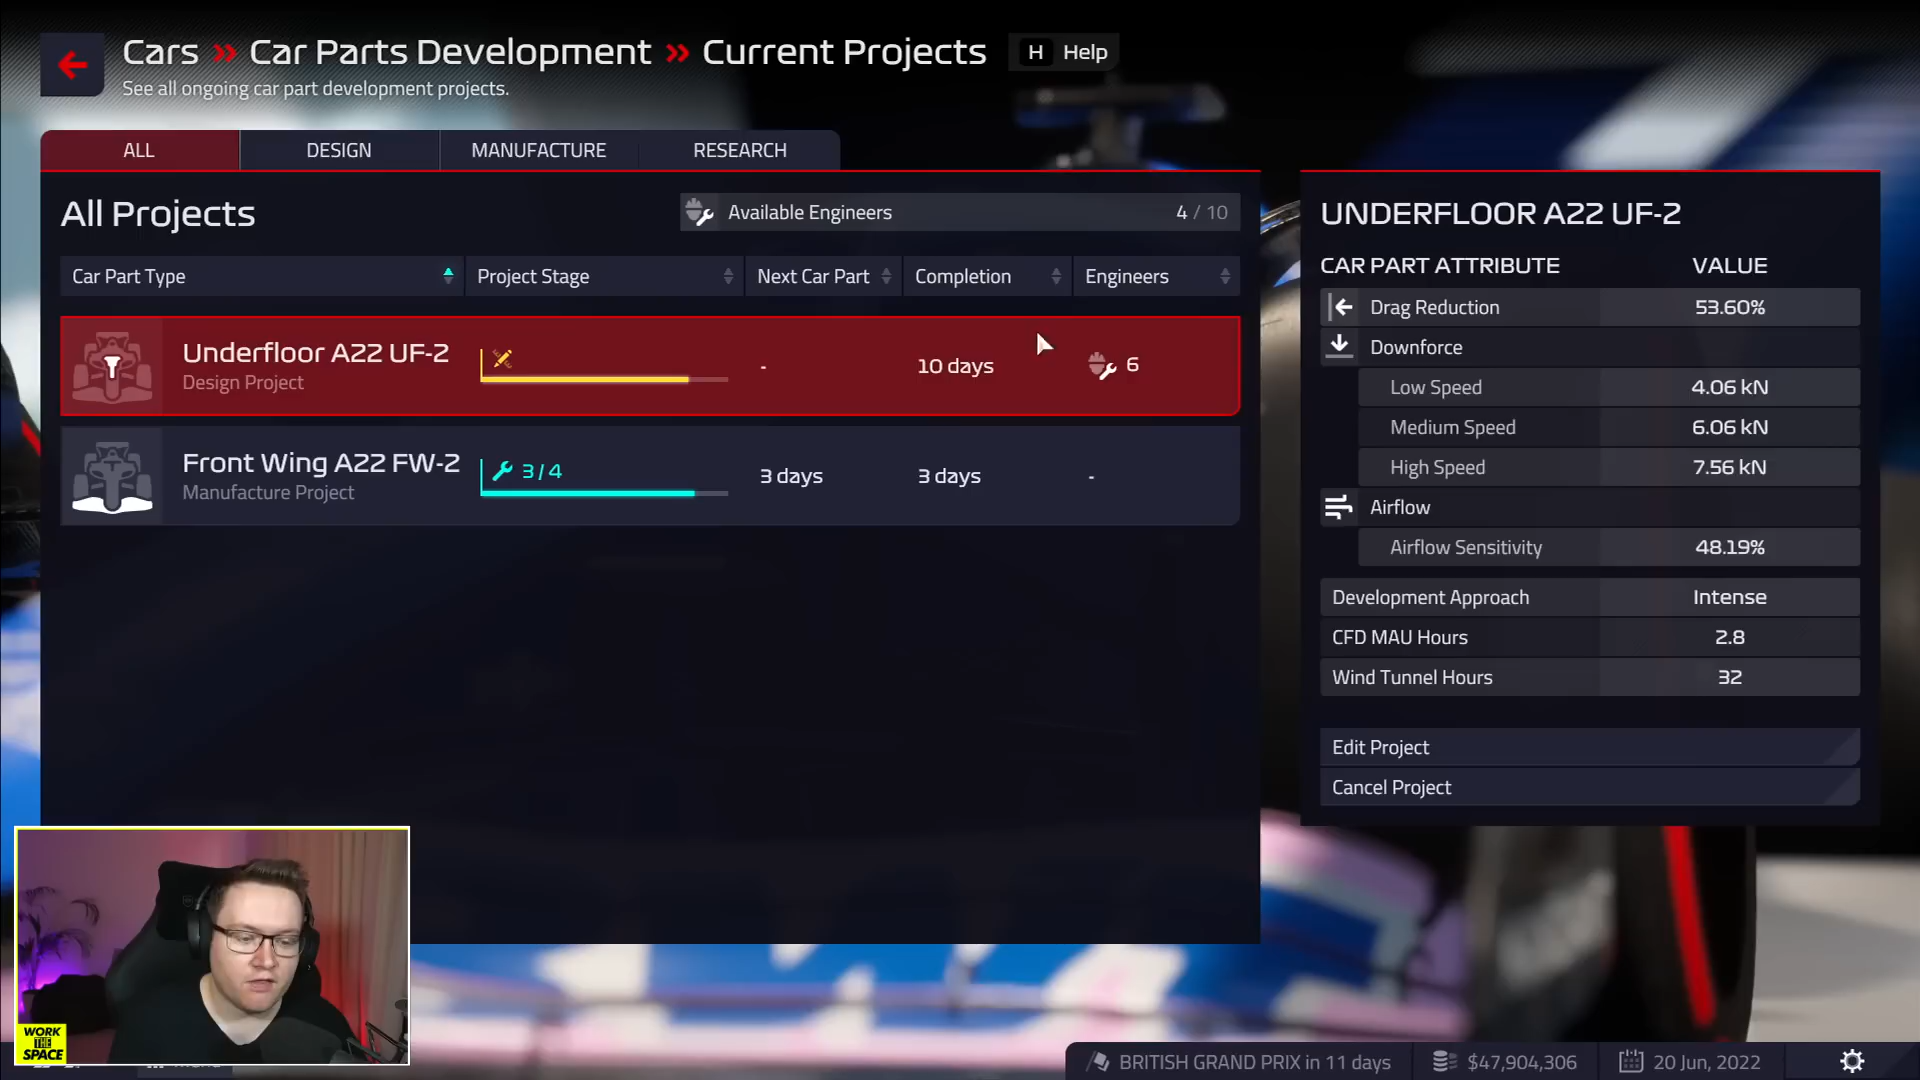 Cars » Car Parts Development » Current Projects H Help
See all ongoing car part development projects.
ALL DESIGN MANUFACTURE RESEARCH
All Projects Available Engineers 4 / 10
Car Part Type Project Stage Next Car Part Completion Engineers
Underfloor A22 UF-2 - 10 days 6
Design Project
Front Wing A22 FW-2 3/4 3 days 3 days -
Manufacture Project
UNDERFLOOR A22 UF-2
CAR PART ATTRIBUTE VALUE
Drag Reduction 53.60%
Downforce
Low Speed 4.06 kN
Medium Speed 6.06 kN
High Speed 7.56 kN
Airflow
Airflow Sensitivity 48.19%
Development Approach Intense
CFD MAU Hours 2.8
Wind Tunnel Hours 32
Edit Project
Cancel Project
WORK
THE
SPACE
BRITISH GRAND PRIX in 11 days $47,904,306 20 Jun, 2022